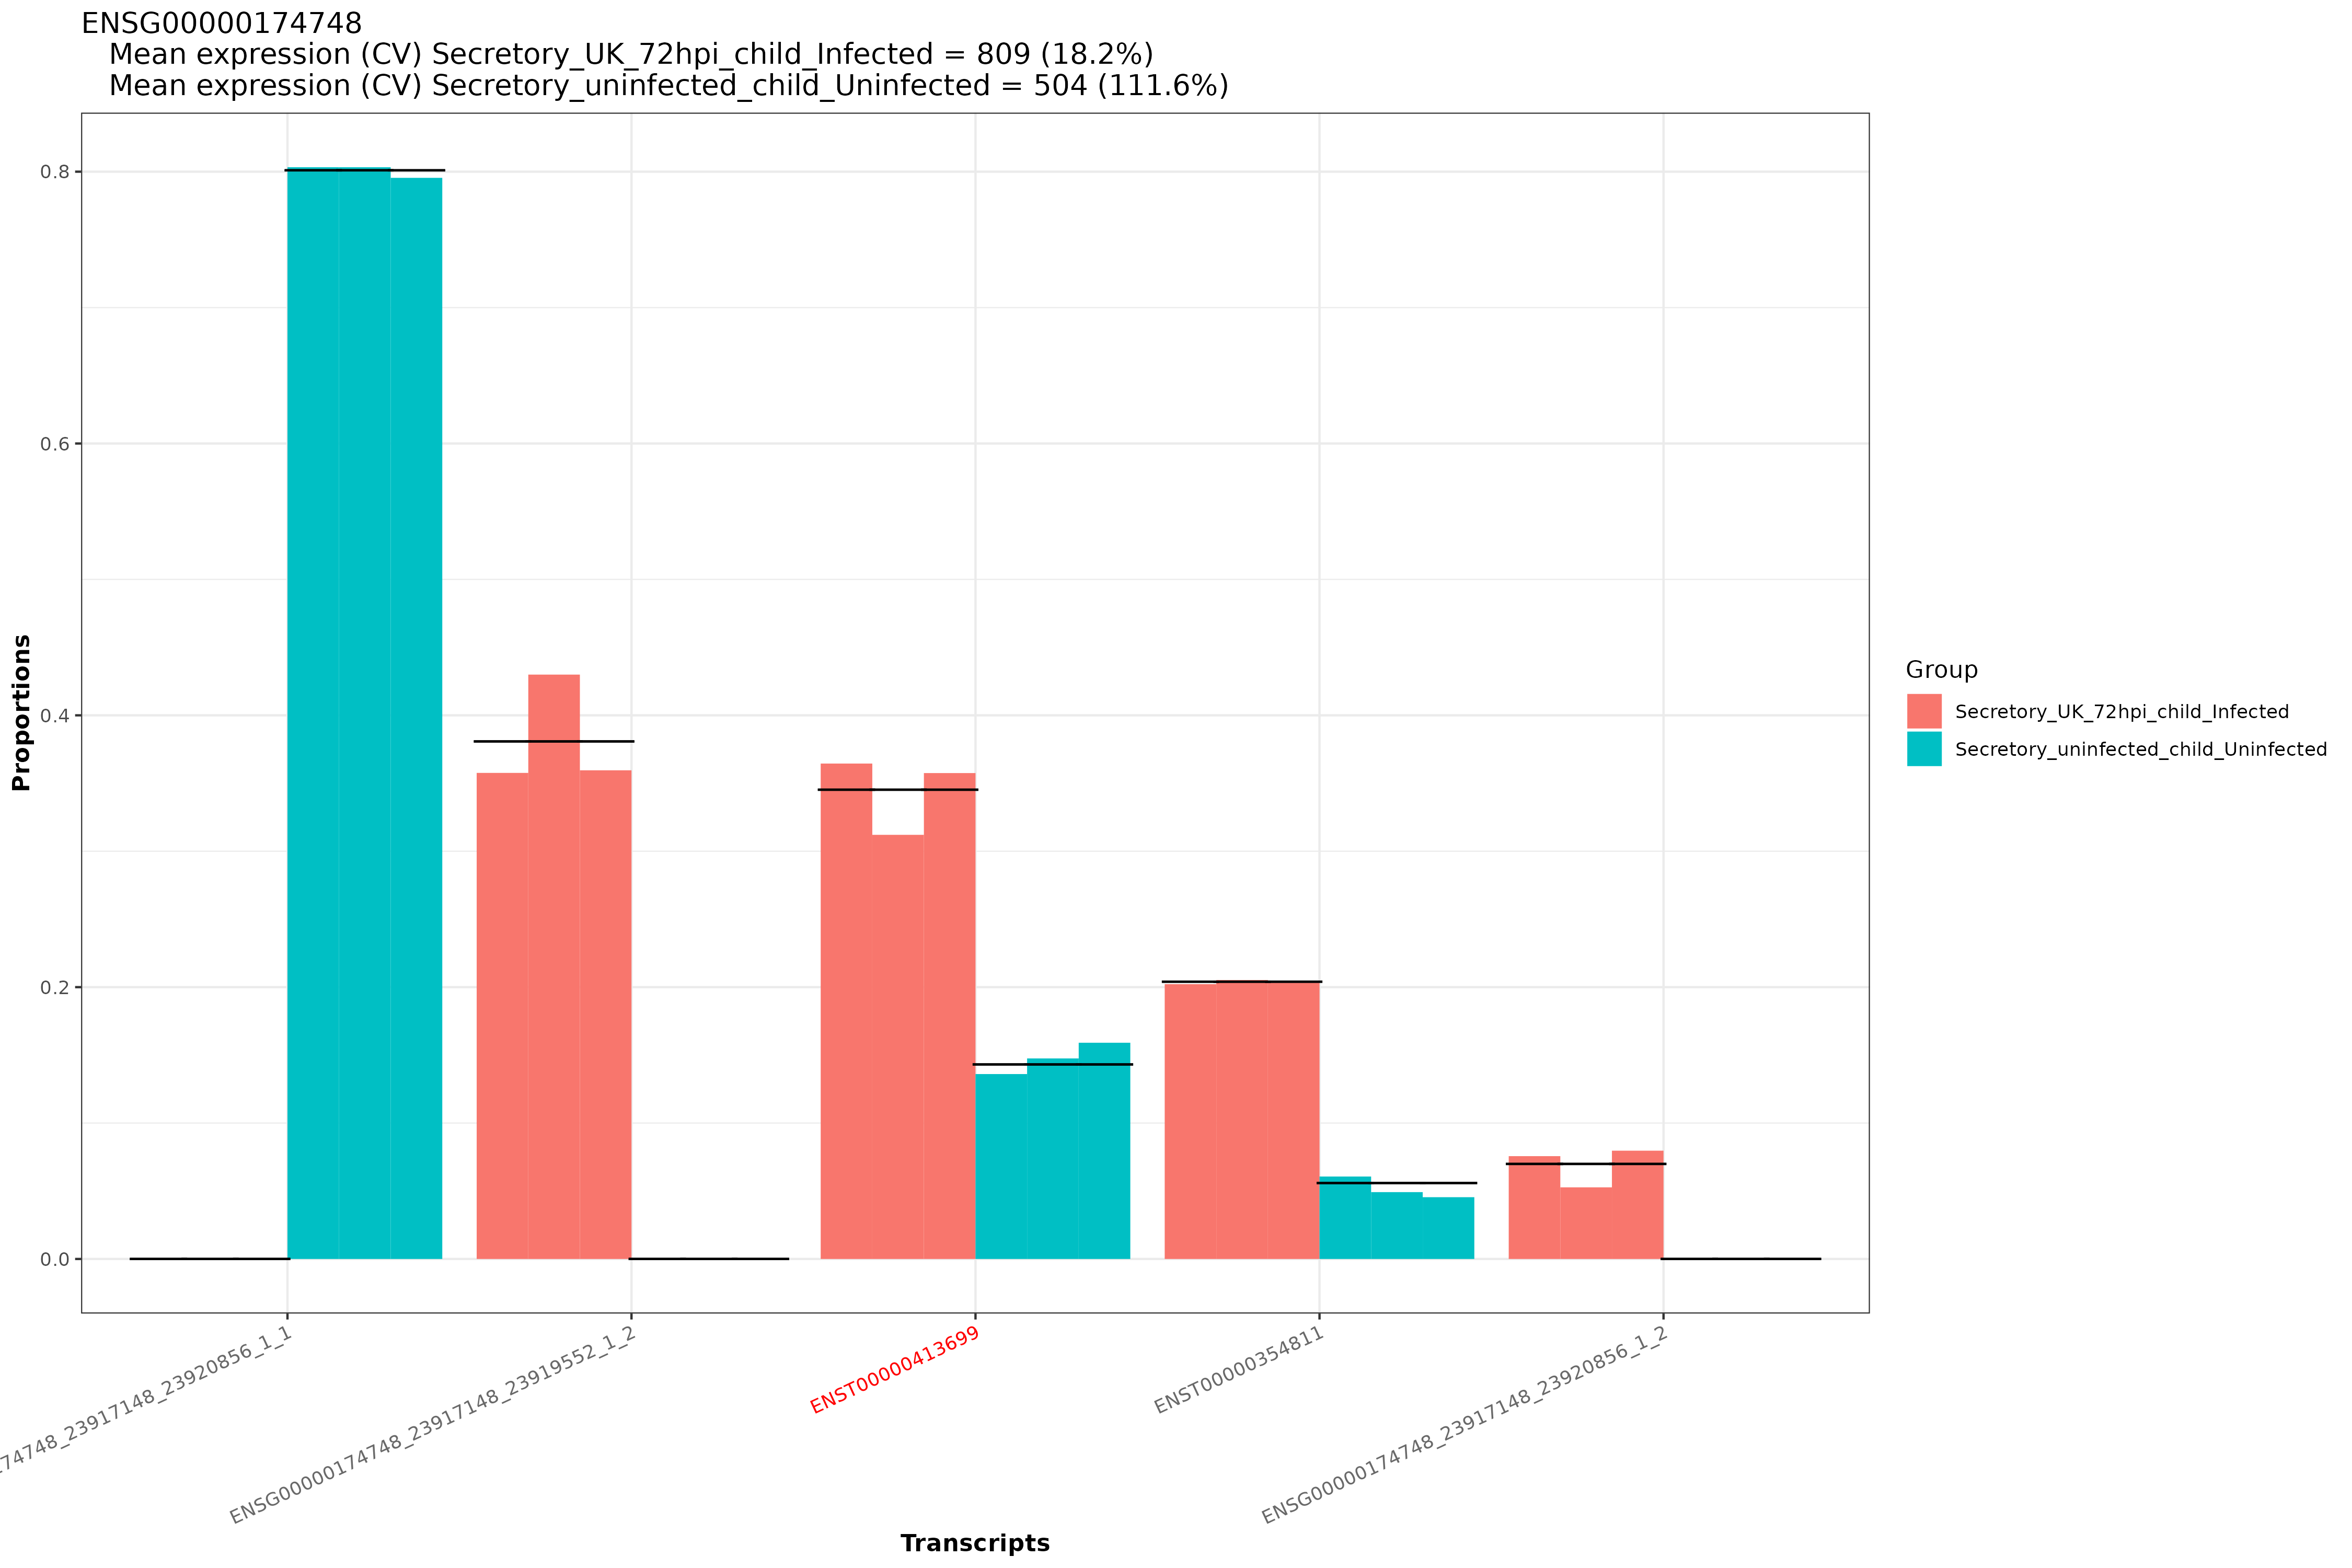 ENSG00000174748
Mean expression (CV) Secretory_UK_72hpi_child_Infected = 809 (18.2%)
Mean expression (CV) Secretory_uninfected_child_Uninfected = 504 (111.6%)
0.8
0.6
0.4
0.2
0.0
Proportions
74748_23917148_23920856_1_1
ENSG00000174748_23917148_23919552_1_2
ENST00000413699
ENST00000354811
ENSG00000174748_23917148_23920856_1_2
Transcripts
Group
Secretory_UK_72hpi_child_Infected
Secretory_uninfected_child_Uninfected